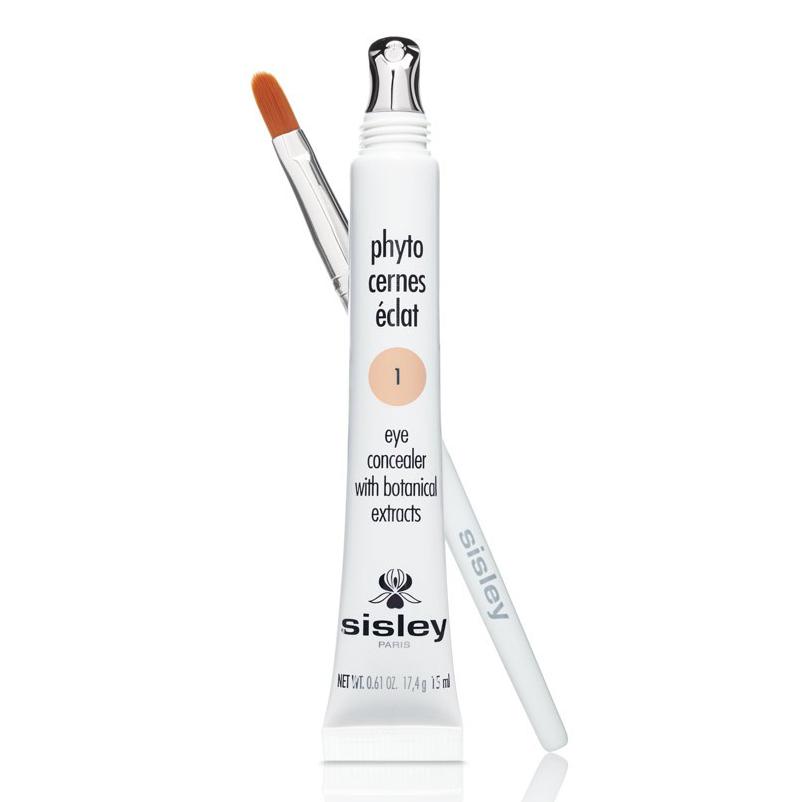 phyto
cernes
éclat
1
eye
concealer
with botanical
extracts
sisley
PARIS
NET WT. 0.61 OZ. 17,4 g 15 ml
sisley